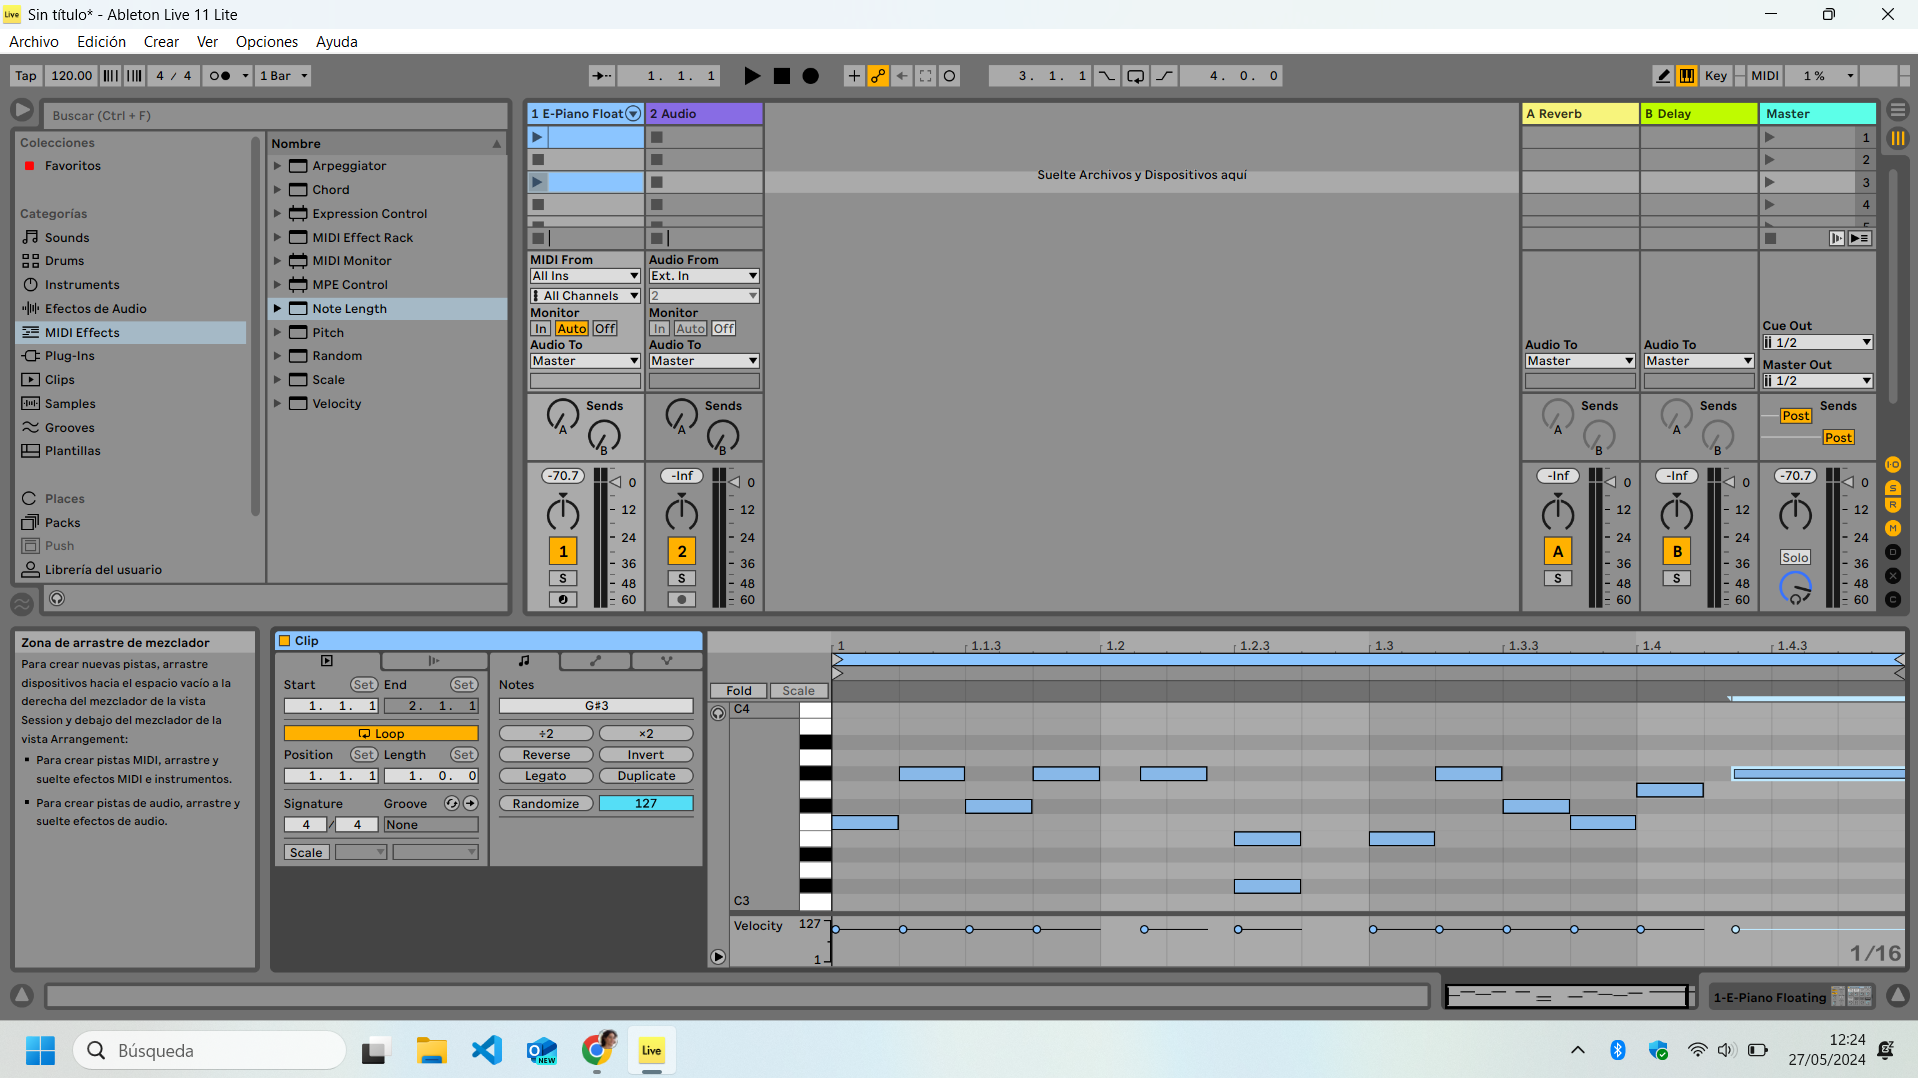 Live Sin título* - Ableton Live 11 Lite
Archivo Edición Crear Ver Opciones Ayuda
Tap 120.00 4 / 4 1 Bar 1. 1. 1 3. 1. 1 4. 0. 0 Key MIDI 1 %
Buscar (Ctrl + F)
Colecciones
Favoritos
Categorías
Sounds
Drums
Instruments
Efectos de Audio
MIDI Effects
Plug-Ins
Clips
Samples
Grooves
Plantillas
Places
Packs
Push
Librería del usuario
Nombre
Arpeggiator
Chord
Expression Control
MIDI Effect Rack
MIDI Monitor
MPE Control
Note Length
Pitch
Random
Scale
Velocity
1 E-Piano Float 2 Audio A Reverb B Delay Master
Suelte Archivos y Dispositivos aquí
1
2
3
4
5
MIDI From Audio From
All Ins Ext. In
All Channels 2
Monitor Monitor
In Auto Off In Auto Off
Audio To Audio To Audio To Audio To
Master Master Master Master
Cue Out
1/2
Master Out
1/2
Sends Sends Sends Sends Sends
A B A B A B A B Post Post
-70.7 -Inf -Inf -Inf -70.7
0 0 0 0 0
12 12 12 12 12
24 24 24 24 24
36 36 36 36 36
48 48 48 48 48
60 60 60 60 60
1 2 A B Solo
S S S S
I·O
S
R
M
D
X
C
Zona de arrastre de mezclador
Para crear nuevas pistas, arrastre
dispositivos hacia el espacio vacío a la
derecha del mezclador de la vista
Session y debajo del mezclador de la
vista Arrangement:
Para crear pistas MIDI, arrastre y
suelte efectos MIDI e instrumentos.
Para crear pistas de audio, arrastre y
suelte efectos de audio.
Clip
Start Set End Set
1. 1. 1 2. 1. 1
Loop
Position Set Length Set
1. 1. 1 1. 0. 0
Signature Groove
4 / 4 None
Scale
Notes
G#3
÷2 ×2
Reverse Invert
Legato Duplicate
Randomize 127
1 1.1.3 1.2 1.2.3 1.3 1.3.3 1.4 1.4.3
Fold Scale
C4
C3
Velocity 127
1
1/16
1-E-Piano Floating
Búsqueda
NEW
Live
12:24
27/05/2024